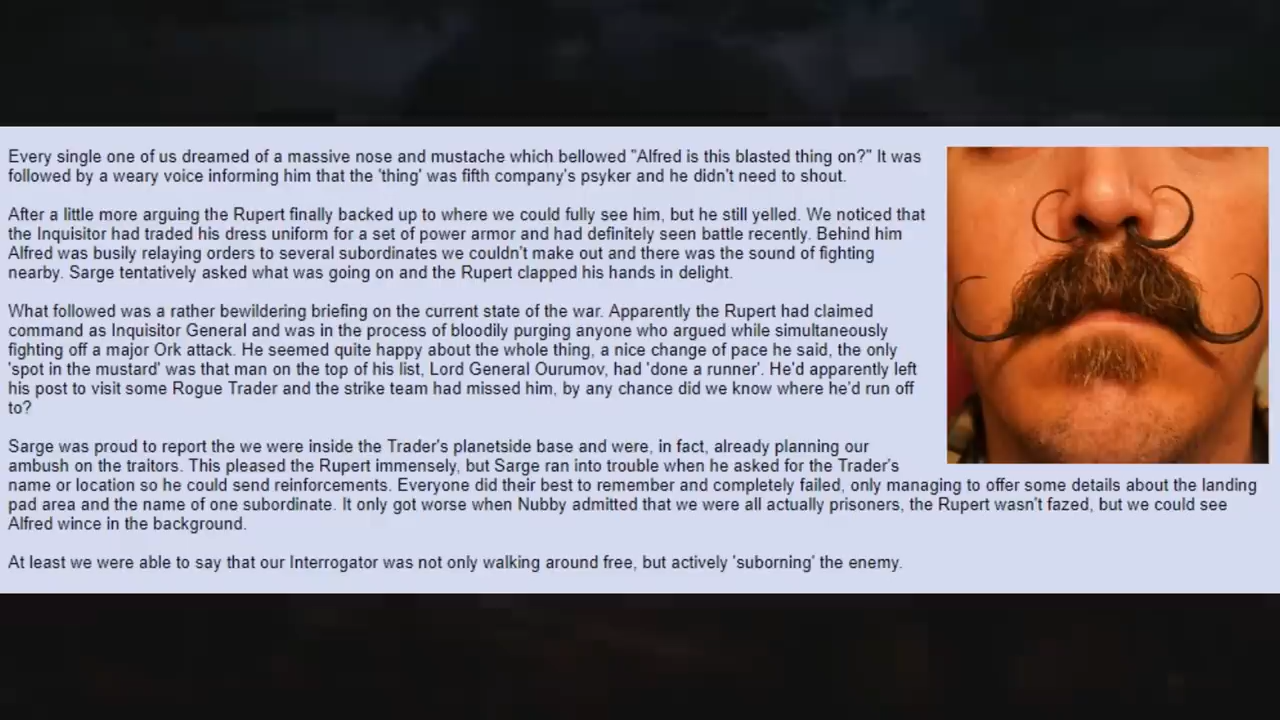 Every single one of us dreamed of a massive nose and mustache which bellowed "Alfred is this blasted thing on?" It was
followed by a weary voice informing him that the 'thing' was fifth company's psyker and he didn't need to shout.
After a little more arguing the Rupert finally backed up to where we could fully see him, but he still yelled. We noticed that
the Inquisitor had traded his dress uniform for a set of power armor and had definitely seen battle recently. Behind him
Alfred was busily relaying orders to several subordinates we couldn't make out and there was the sound of fighting
nearby. Sarge tentatively asked what was going on and the Rupert clapped his hands in delight.
What followed was a rather bewildering briefing on the current state of the war. Apparently the Rupert had claimed
command as Inquisitor General and was in the process of bloodily purging anyone who argued while simultaneously
fighting off a major Ork attack. He seemed quite happy about the whole thing, a nice change of pace he said, the only
'spot in the mustard' was that man on the top of his list, Lord General Ourumov, had 'done a runner'. He'd apparently left
his post to visit some Rogue Trader and the strike team had missed him, by any chance did we know where he'd run off
to?
Sarge was proud to report the we were inside the Trader's planetside base and were, in fact, already planning our
ambush on the traitors. This pleased the Rupert immensely, but Sarge ran into trouble when he asked for the Trader's
name or location so he could send reinforcements. Everyone did their best to remember and completely failed, only managing to offer some details about the landing
pad area and the name of one subordinate. It only got worse when Nubby admitted that we were all actually prisoners, the Rupert wasn't fazed, but we could see
Alfred wince in the background.
At least we were able to say that our Interrogator was not only walking around free, but actively 'suborning' the enemy.